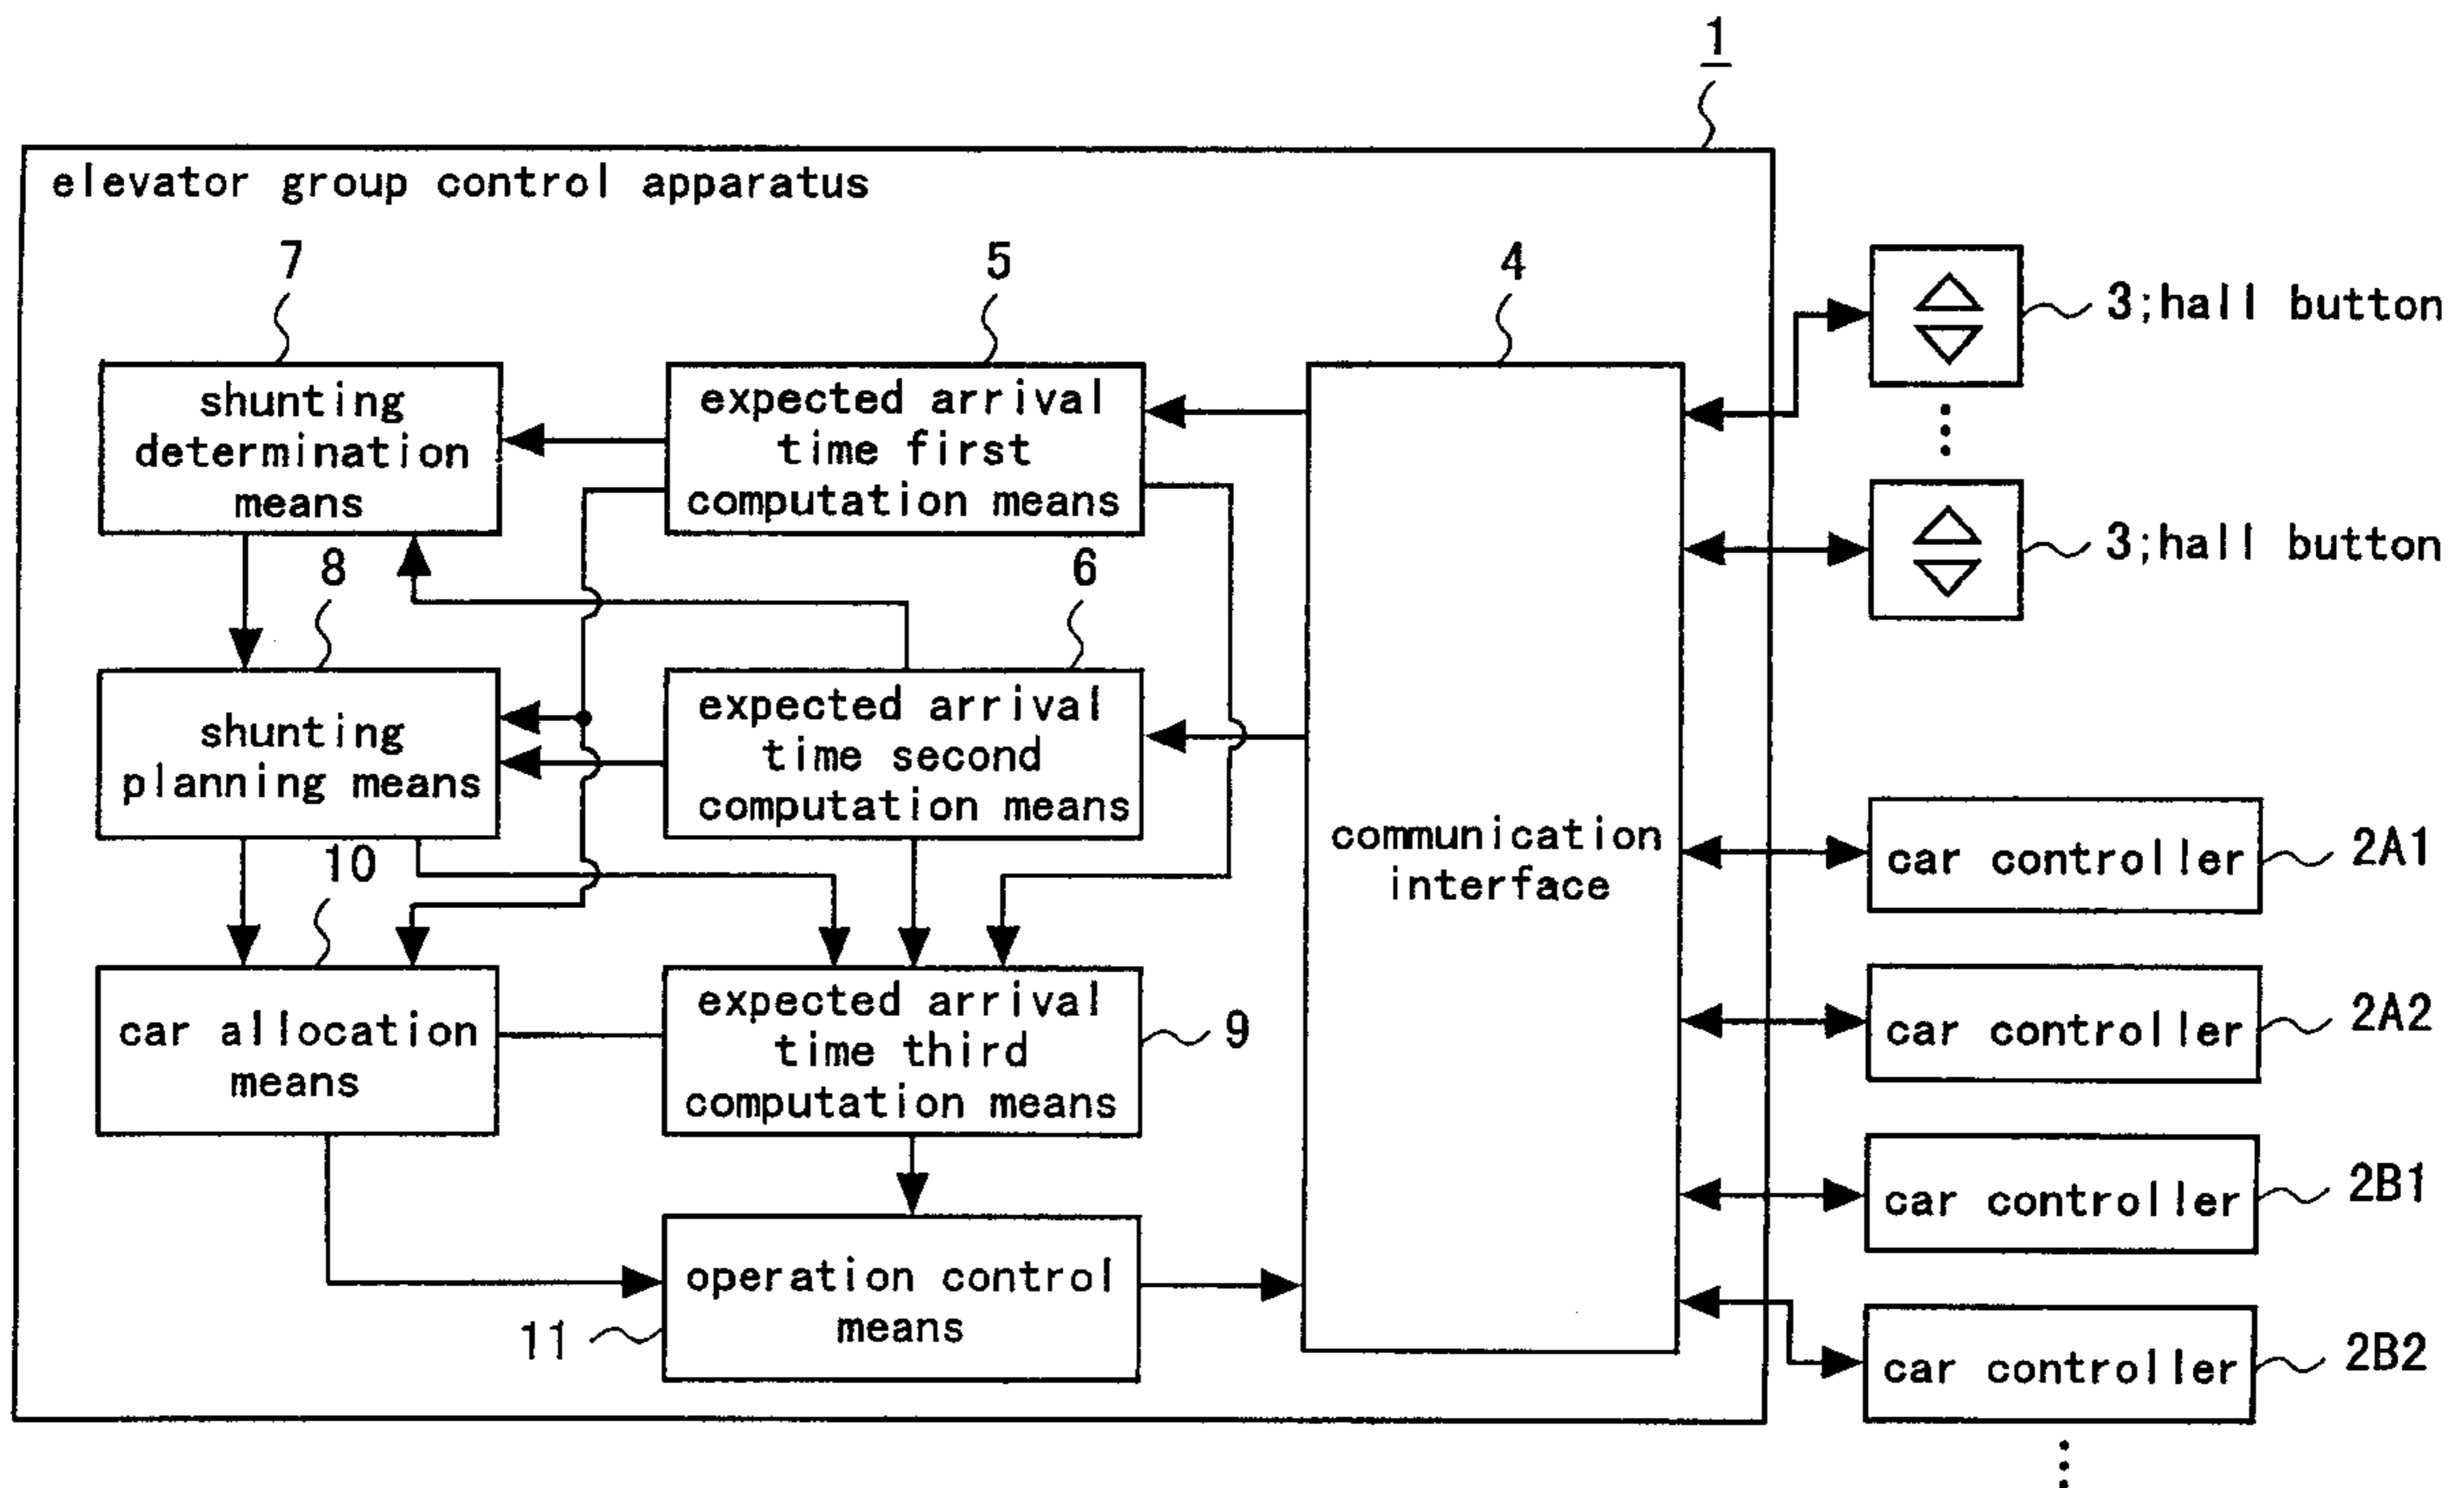 1
elevator group control apparatus
7
5
4
3;hall button
shunting
determination
means
expected arrival
time first
computation means
3;hall button
8
6
shunting
planning means
expected arrival
time second
computation means
communication
interface
car controller
2A1
10
car controller
2A2
car allocation
means
expected arrival
time third
computation means
9
car controller
2B1
operation control
means
11
car controller
2B2